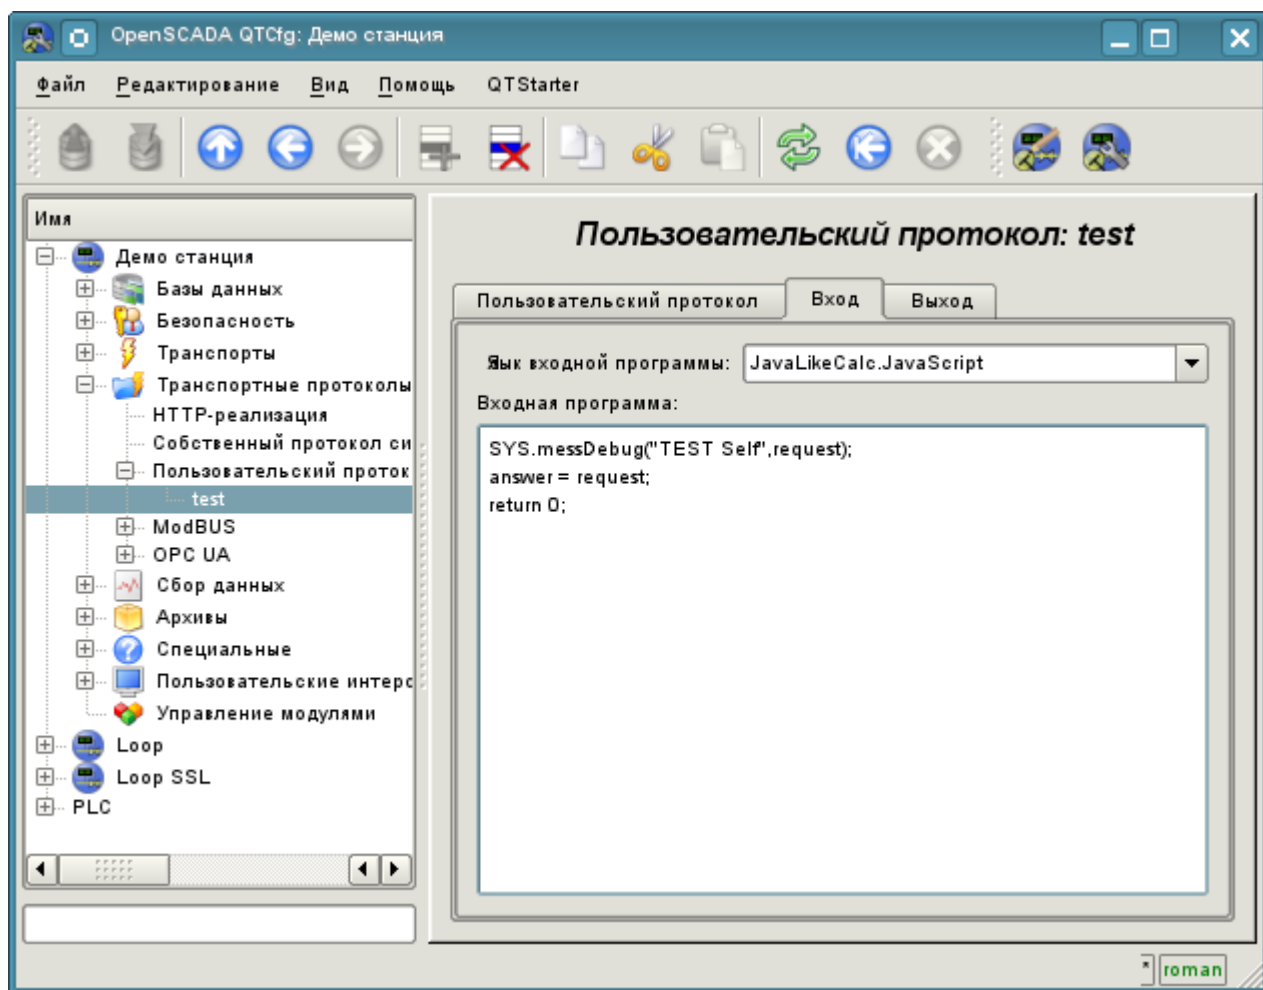 OpenSCADA QTCfg: Демо станция
Файл Редактирование Вид Помощь QTStarter
Имя
Демо станция
Базы данных
Безопасность
Транспорты
Транспортные протоколы
HTTP-реализация
Собственный протокол си
Пользовательский проток
test
ModBUS
OPC UA
Сбор данных
Архивы
Специальные
Пользовательские интерс
Управление модулями
Loop
Loop SSL
PLC
Пользовательский протокол: test
Пользовательский протокол Вход Выход
Язык входной программы: JavaLikeCalc.JavaScript
Входная программа:
SYS.messDebug("TEST Self",request);
answer = request;
return 0;
* roman